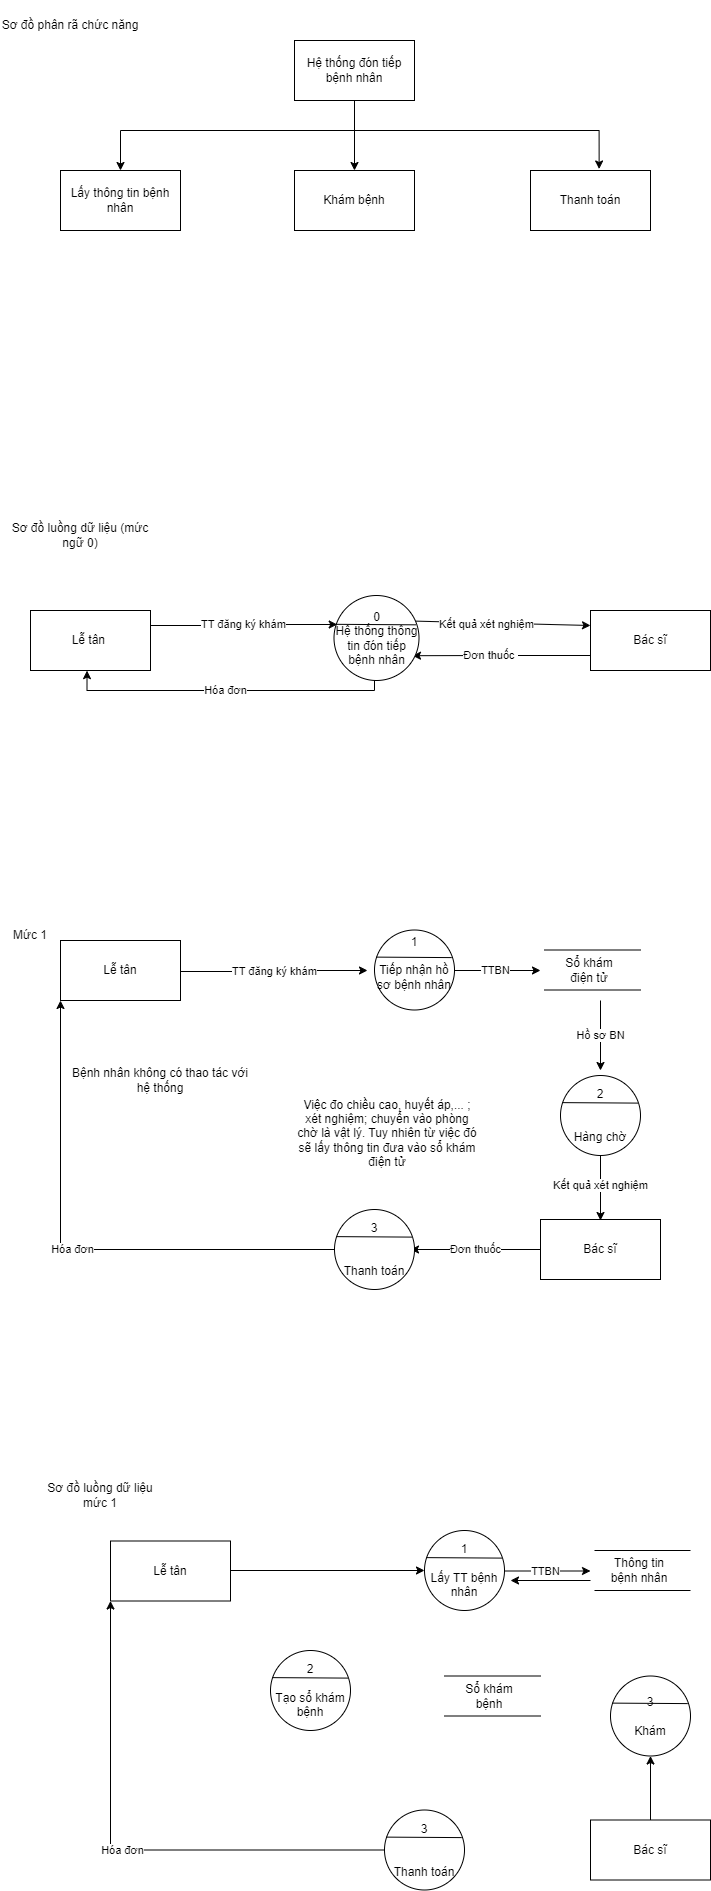 Sơ đồ phân rã chức năng
Hệ thống đón tiếp
bệnh nhân
Lấy thông tin bệnh
nhân
Khám bệnh
Thanh toán
Sơ đồ luồng dữ liệu (mức
ngữ 0)
Lễ tân
TT đăng ký khám
0
Hệ thống thông
tin đón tiếp
bệnh nhân
Kết quả xét nghiệm
Đơn thuốc
Bác sĩ
Hóa đơn
Mức 1
Lễ tân
TT đăng ký khám
1
Tiếp nhận hồ
sơ bệnh nhân
TTBN
Sổ khám
điện tử
Hồ sơ BN
Bệnh nhân không có thao tác với
hệ thống
Việc đo chiều cao, huyết áp,... ;
xét nghiệm; chuyển vào phòng
chờ là vật lý. Tuy nhiên từ việc đó
sẽ lấy thông tin đưa vào sổ khám
điện tử
2
Hàng chờ
Kết quả xét nghiệm
3
Thanh toán
Hóa đơn
Đơn thuốc
Bác sĩ
Sơ đồ luồng dữ liệu
mức 1
Lễ tân
1
Lấy TT bệnh
nhân
TTBN
Thông tin
bệnh nhân
2
Tạo sổ khám
bệnh
Sổ khám
bệnh
3
Khám
3
Thanh toán
Hóa đơn
Bác sĩ